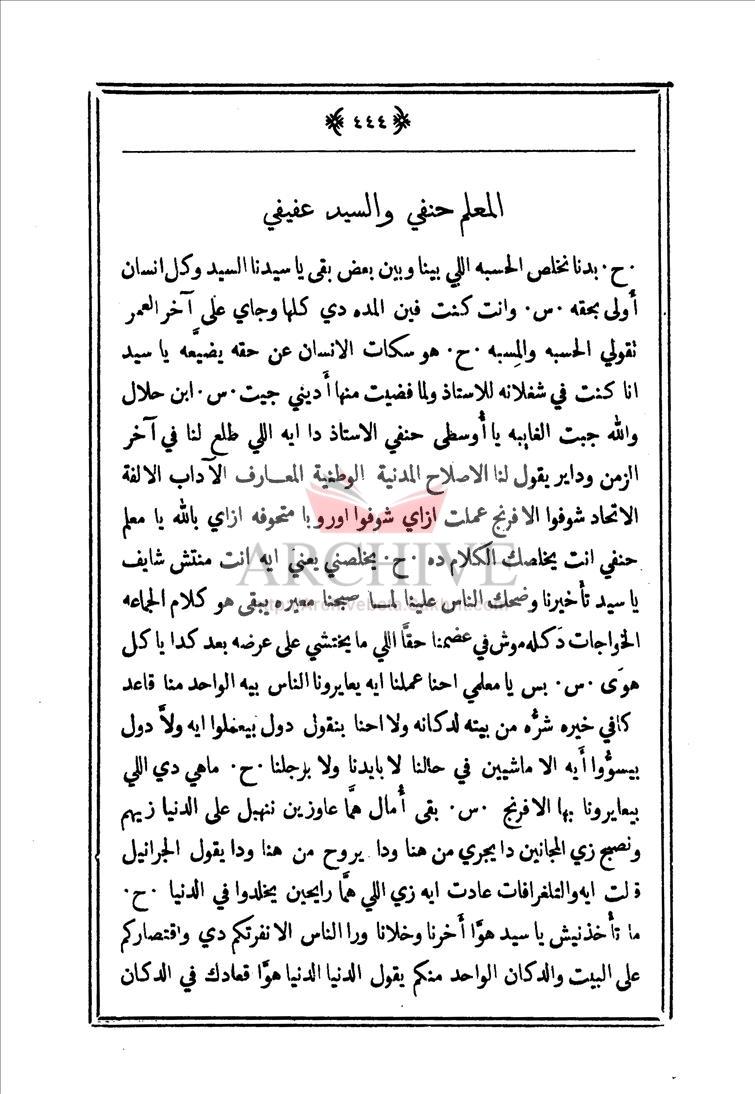 ﴿ ٤٤٤ ﴾
المعلم حنفي والسيد عفيفي
٠ح٠ بدنا نخلص الحسبه اللي بينا وبين بعض بقى يا سيدنا السيد وكل انسان
أولى بحقه ٠س٠ وانت كنت فين المده دي كلها وجاي على آخر العمر
نقولي الحسبه والمسبه ٠ح٠ هو سكات الانسان عن حقه يضيعه يا سيد
انا كنت في شغلانه للاستاذ ولما فضيت منها أديني جيت ٠س٠ ابن حلال
والله جبت الغايبه يا أوسطى حنفي الاستاذ دا ايه اللي طلع لنا في آخر
الزمن وداير يقول لنا الاصلاح المدنية الوطنية المعارف الآداب الالفة
الاتحاد شوفوا الافرنج عملت ازاي شوفوا اوروبا متحوفه ازاي بالله يا معلم
حنفي انت يخلصك الكلام ده ٠ح٠ يخلصني يعني ايه انت منتش شايف
يا سيد تأخيرنا وضحك الناس علينا لمسا صبحنا معيره يبقى هو كلام الجماعه
الخواجات دكله موش في عضمنا حقا اللي ما يختشي على عرضه بعد كدا يا كل
هوى ٠س٠ بس يا معلمي احنا عملنا ايه يعايرونا الناس بيه الواحد منا قاعد
كافي خيره شره من بيته لدكانه ولا احنا بنقول دول بيعملوا ايه ولا دول
بيسووا أيه الا ماشيين في حالنا لا بايدنا ولا برجلنا ٠ح٠ ماهي دي اللي
بيعايرونا بها الافرنج ٠س٠ بقى أمال هما عاوزين نتهبل على الدنيا زيهم
ونصبح زي المجانين دا يجري من هنا ودا يروح من هنا ودا يقول الجرانيل
قالت ايه والتلغرافات عادت ايه زي اللي هما رايحين يخلدوا في الدنيا ٠ح٠
ما تأخذنيش يا سيد هوا أخرنا وخلانا ورا الناس الا نفرتكم دي واقتصاركم
على البيت والدكان الواحد منكم يقول الدنيا الدنيا هوا قعادك في الدكان
ARCHIVE